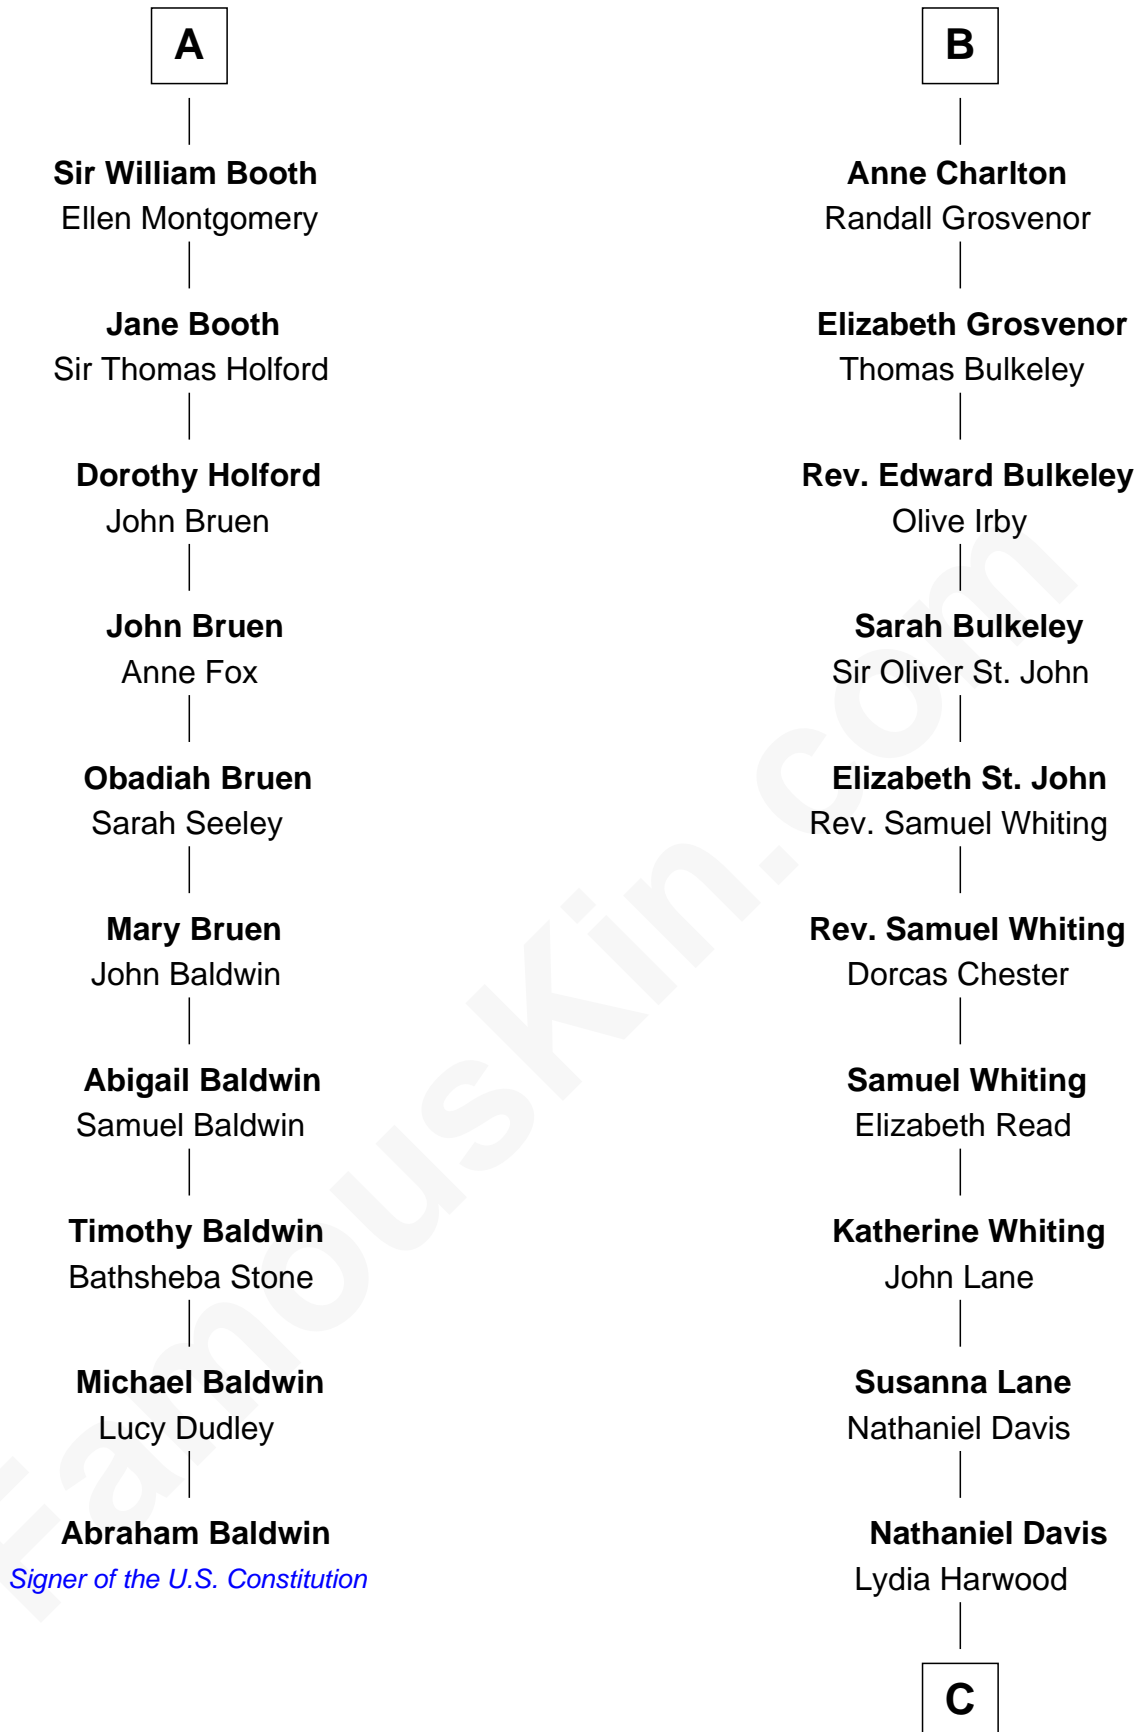 A
Sir William Booth
Ellen Montgomery
Jane Booth
Sir Thomas Holford
Dorothy Holford
John Bruen
John Bruen
Anne Fox
Obadiah Bruen
Sarah Seeley
Mary Bruen
John Baldwin
Abigail Baldwin
Samuel Baldwin
Timothy Baldwin
Bathsheba Stone
Michael Baldwin
Lucy Dudley
Abraham Baldwin
Signer of the U.S. Constitution
B
Anne Charlton
Randall Grosvenor
Elizabeth Grosvenor
Thomas Bulkeley
Rev. Edward Bulkeley
Olive Irby
Sarah Bulkeley
Sir Oliver St. John
Elizabeth St. John
Rev. Samuel Whiting
Rev. Samuel Whiting
Dorcas Chester
Samuel Whiting
Elizabeth Read
Katherine Whiting
John Lane
Susanna Lane
Nathaniel Davis
Nathaniel Davis
Lydia Harwood
C
FamousKin.com